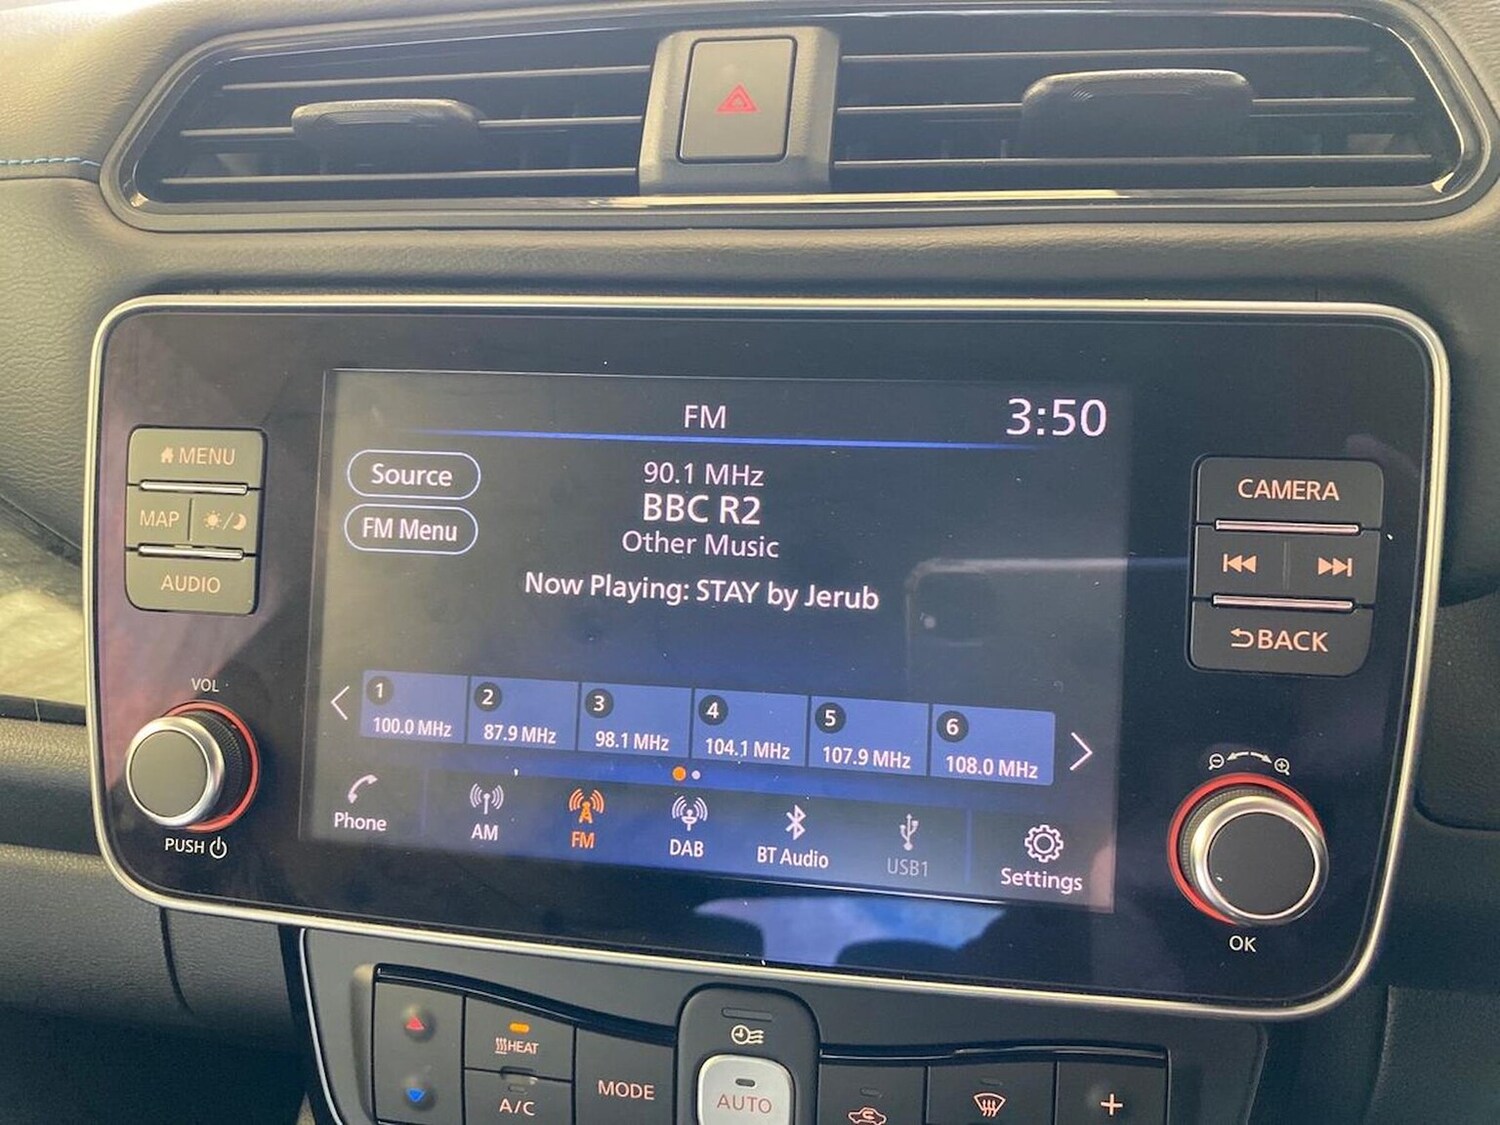 FM
3:50
Source
FM Menu
90.1 MHz
BBC R2
Other Music
Now Playing: STAY by Jerub
1
100.0 MHz
2
87.9 MHz
3
98.1 MHz
4
104.1 MHz
5
107.9 MHz
6
108.0 MHz
Phone
AM
FM
DAB
BT Audio
USB1
Settings
MENU
MAP
AUDIO
VOL
PUSH
CAMERA
BACK
OK
HEAT
A/C
MODE
AUTO
+